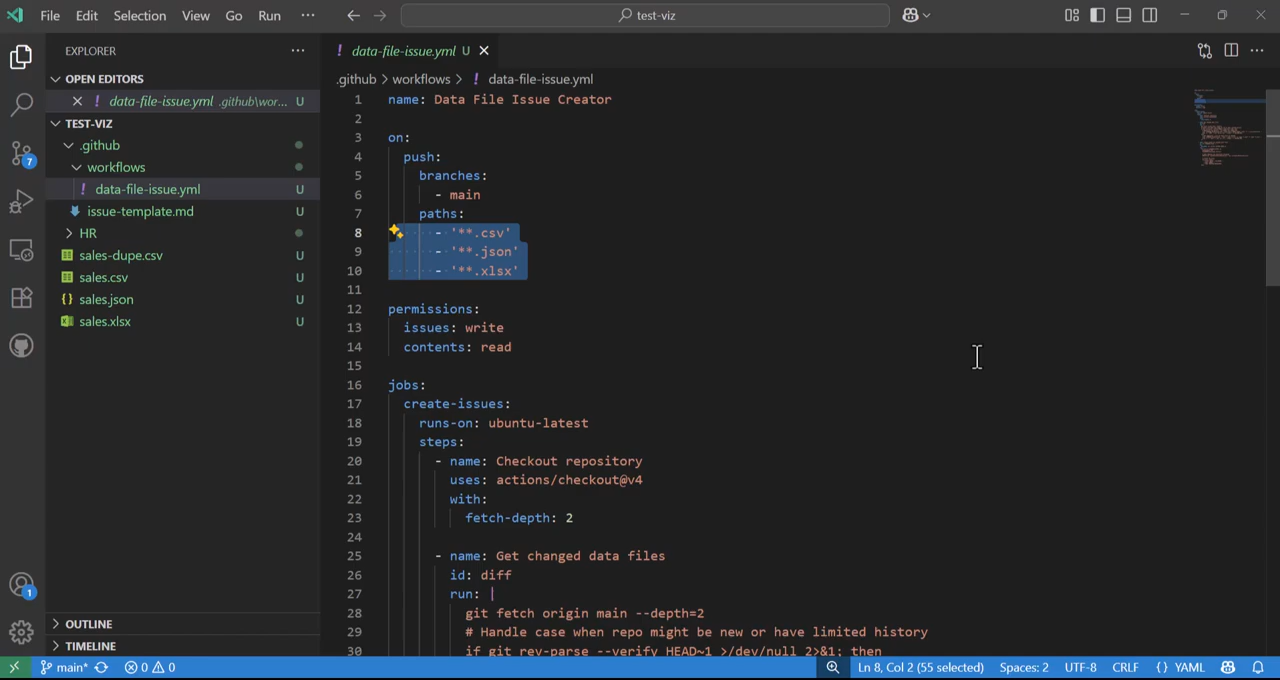 File Edit Selection View Go Run ··· test-viz
EXPLORER ···
OPEN EDITORS
data-file-issue.yml .github\wor... U
TEST-VIZ
.github
workflows
data-file-issue.yml U
issue-template.md U
HR
sales-dupe.csv U
sales.csv U
{} sales.json U
sales.xlsx U
OUTLINE
TIMELINE
7
1
! data-file-issue.yml U
.github > workflows > ! data-file-issue.yml
1 name: Data File Issue Creator
2
3 on:
4 push:
5 branches:
6 - main
7 paths:
8 - '**.csv'
9 - '**.json'
10 - '**.xlsx'
11
12 permissions:
13 issues: write
14 contents: read
15
16 jobs:
17 create-issues:
18 runs-on: ubuntu-latest
19 steps:
20 - name: Checkout repository
21 uses: actions/checkout@v4
22 with:
23 fetch-depth: 2
24
25 - name: Get changed data files
26 id: diff
27 run: |
28 git fetch origin main --depth=2
29 # Handle case when repo might be new or have limited history
30 if git rev-parse --verify HEAD~1 >/dev/null 2>&1; then
main* 0 0 Ln 8, Col 2 (55 selected) Spaces: 2 UTF-8 CRLF {} YAML